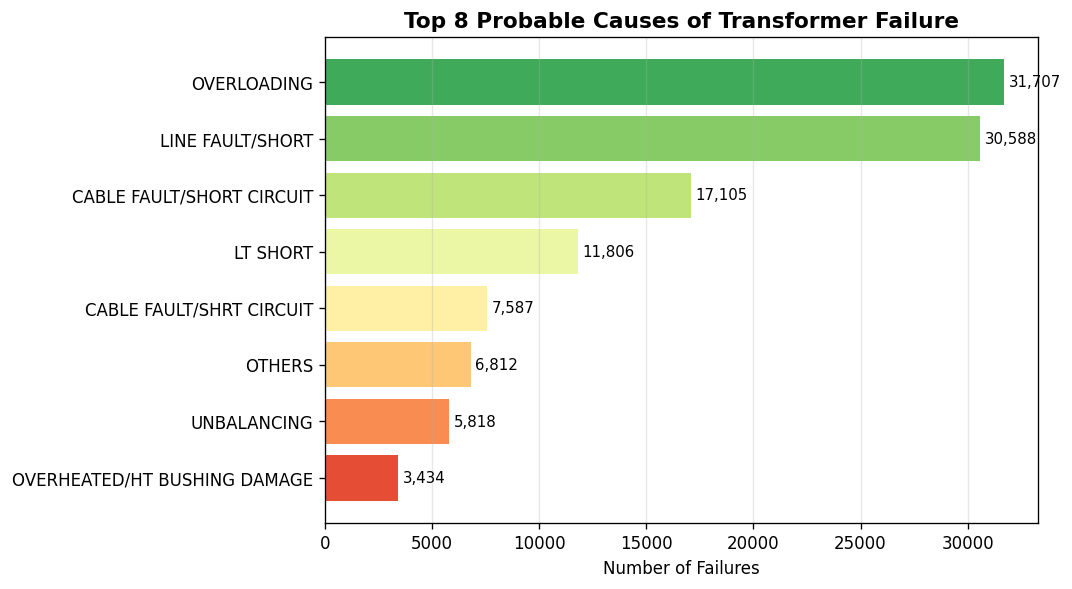 Top 8 Probable Causes of Transformer Failure
OVERLOADING 31,707
LINE FAULT/SHORT 30,588
CABLE FAULT/SHORT CIRCUIT 17,105
LT SHORT 11,806
CABLE FAULT/SHRT CIRCUIT 7,587
OTHERS 6,812
UNBALANCING 5,818
OVERHEATED/HT BUSHING DAMAGE 3,434
0 5000 10000 15000 20000 25000 30000
Number of Failures